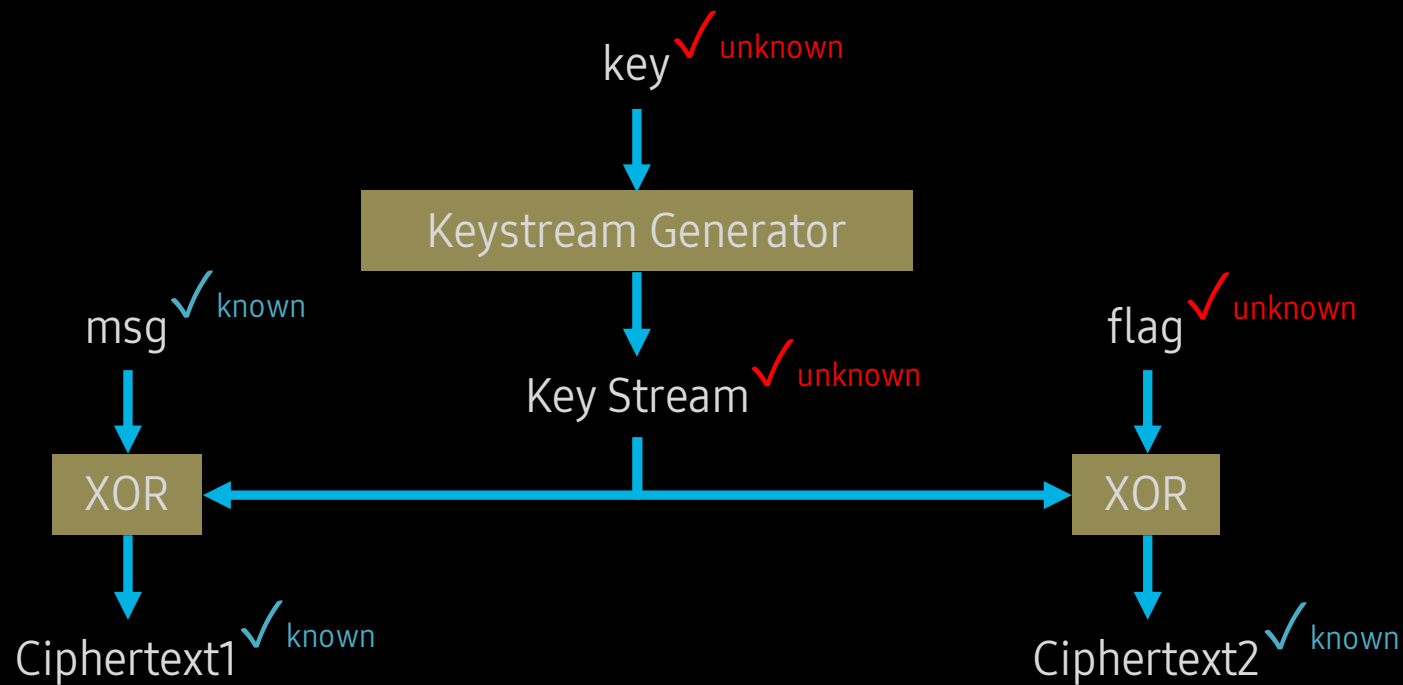 key
unknown
Keystream Generator
msg
known
flag
unknown
Key Stream
unknown
XOR
XOR
Ciphertext1
known
Ciphertext2
known